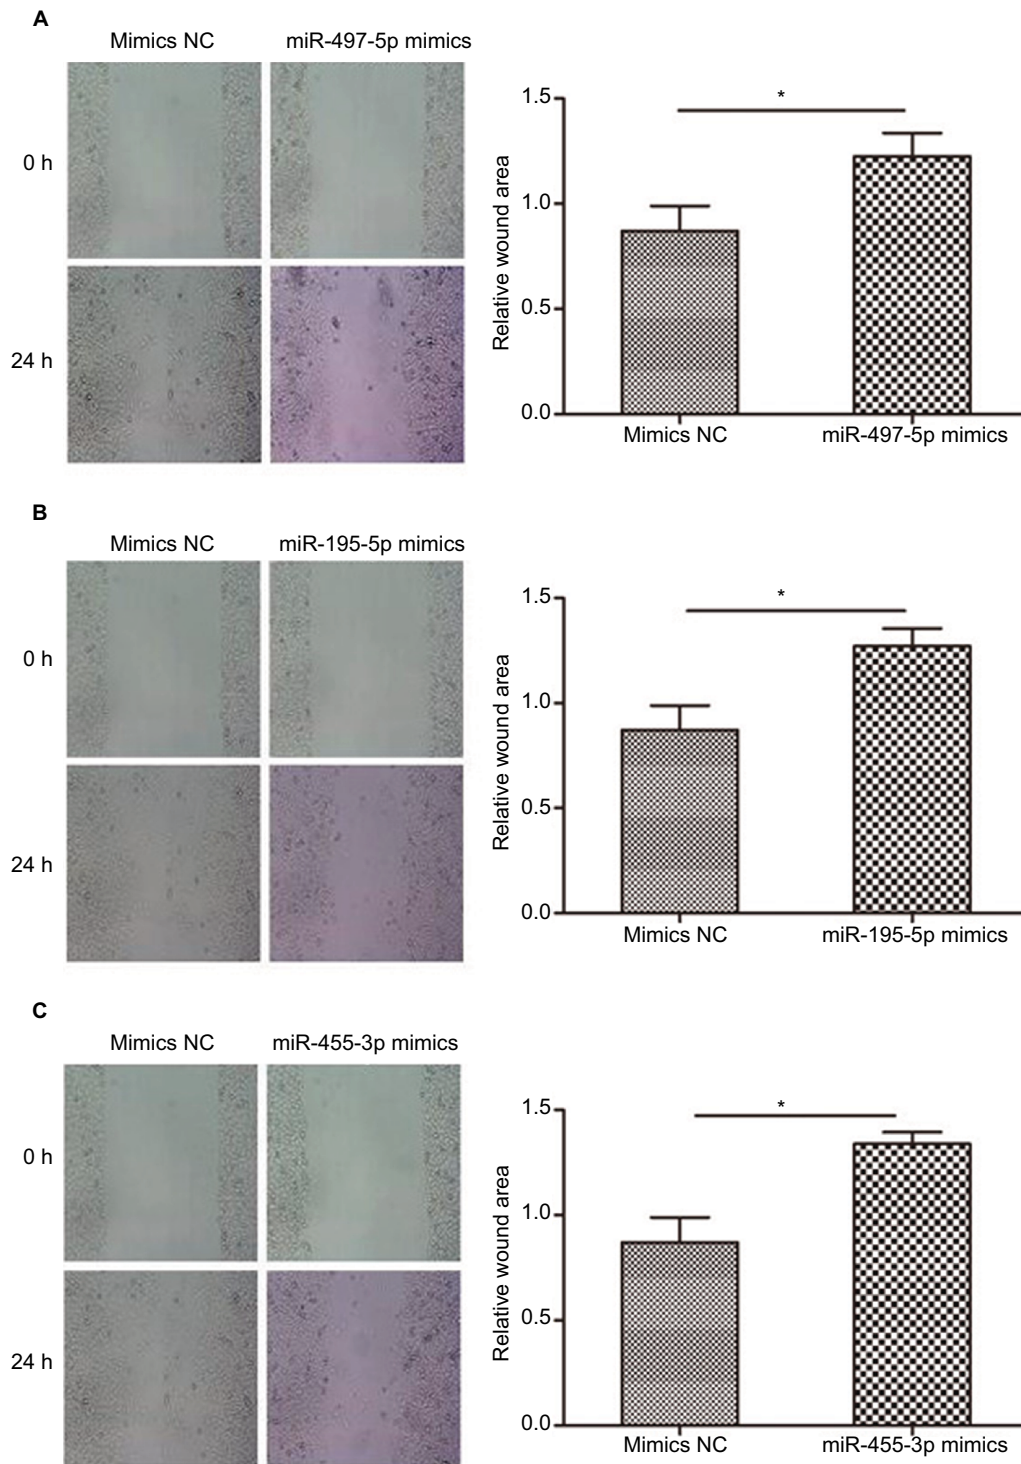 A
Mimics NC
miR-497-5p mimics
0 h
24 h
1.5
*
1.0
0.5
0.0
Relative wound area
Mimics NC
miR-497-5p mimics
B
Mimics NC
miR-195-5p mimics
0 h
24 h
1.5
*
1.0
0.5
0.0
Relative wound area
Mimics NC
miR-195-5p mimics
C
Mimics NC
miR-455-3p mimics
0 h
24 h
1.5
*
1.0
0.5
0.0
Relative wound area
Mimics NC
miR-455-3p mimics